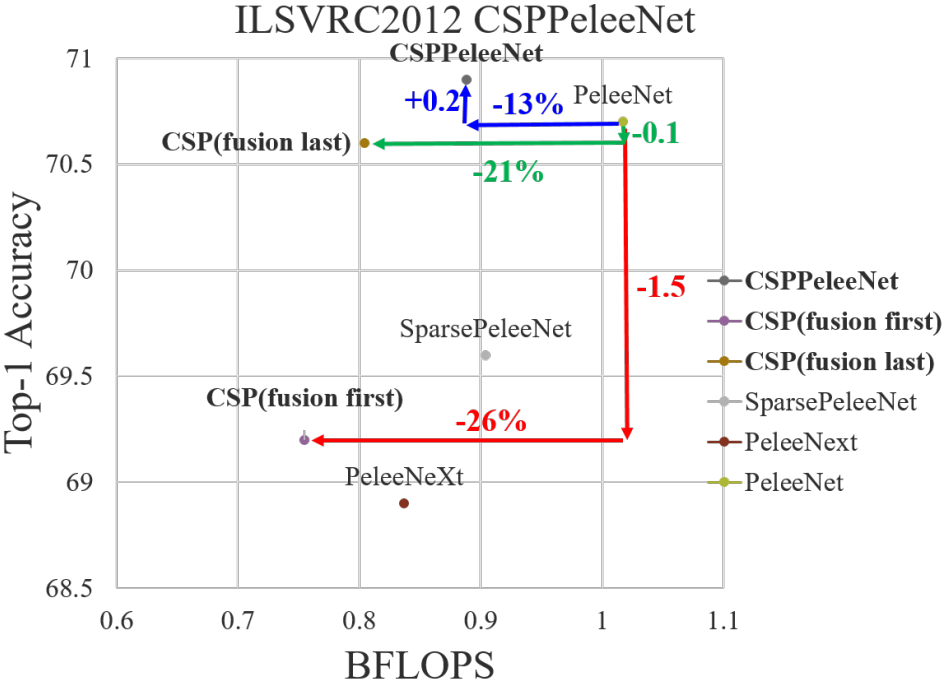 ILSVRC2012 CSPPeleeNet
CSPPeleeNet
71
+0.2
-13%
PeleeNet
CSP(fusion last)
-0.1
-21%
70.5
Top-1 Accuracy
70
-1.5
SparsePeleeNet
69.5
CSP(fusion first)
-26%
PeleeNeXt
69
68.5
0.6 0.7 0.8 0.9 1 1.1
BFLOPS
CSPPeleeNet
CSP(fusion first)
CSP(fusion last)
SparsePeleeNet
PeleeNext
PeleeNet